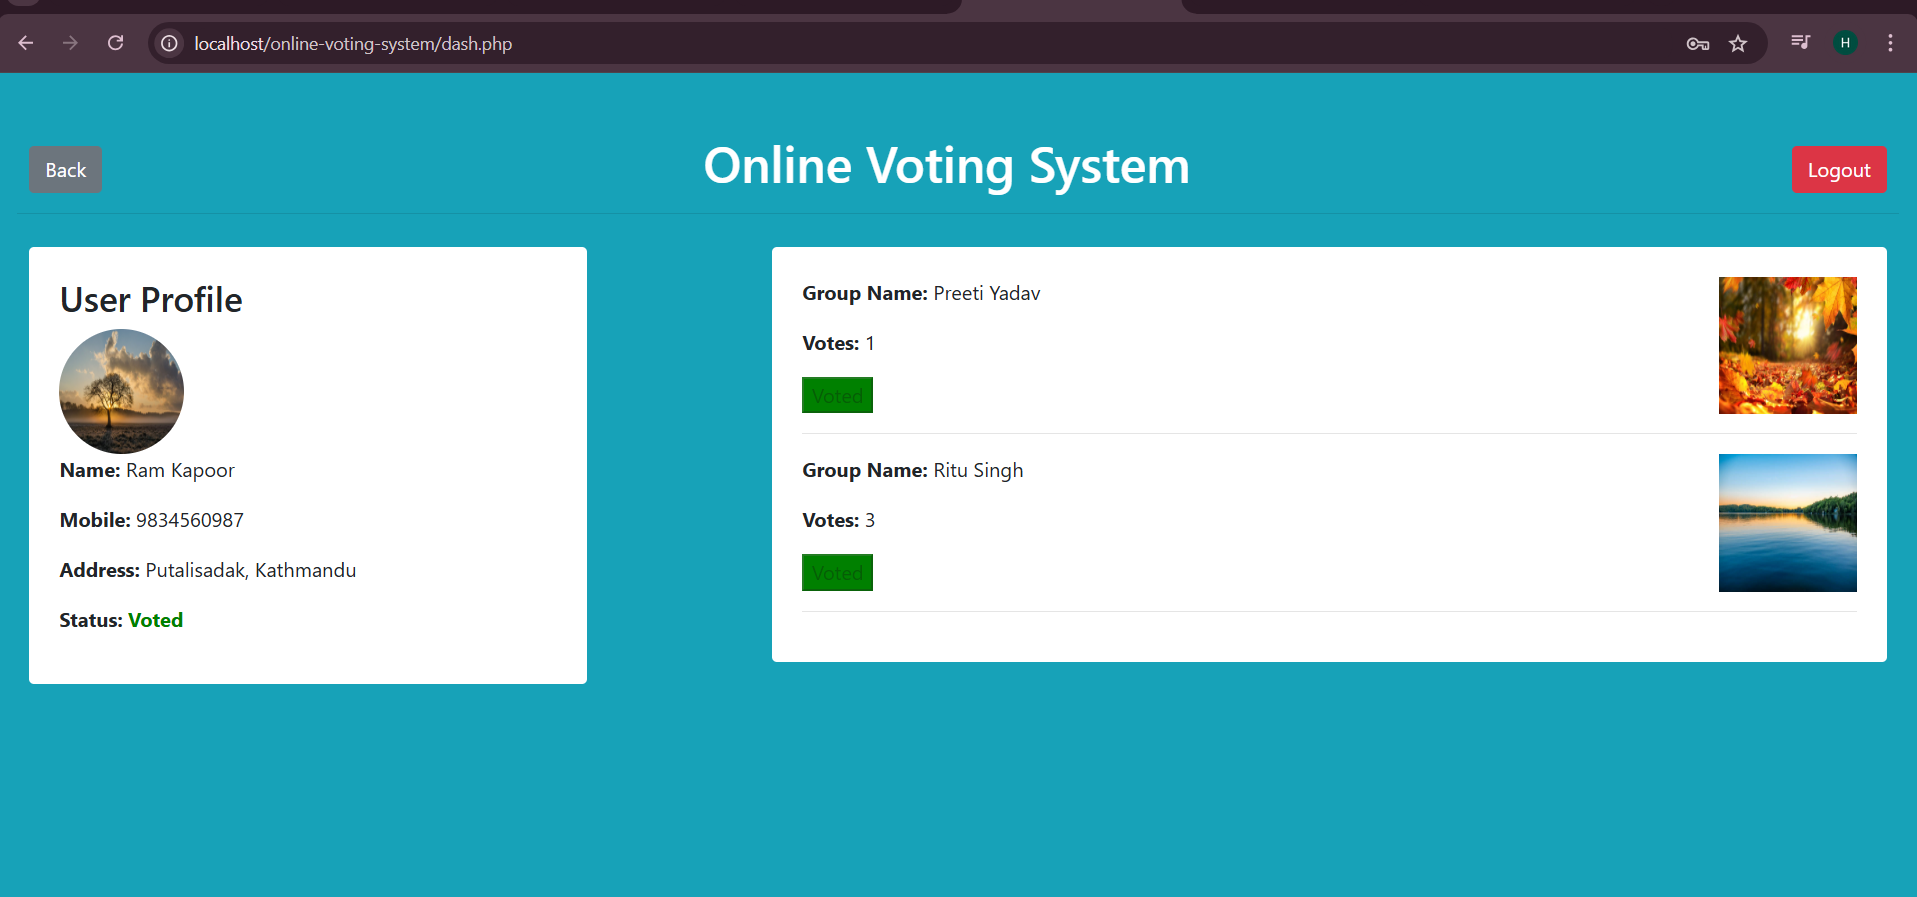 localhost/online-voting-system/dash.php
H
Back
Online Voting System
Logout
User Profile
Name: Ram Kapoor
Mobile: 9834560987
Address: Putalisadak, Kathmandu
Status: Voted
Group Name: Preeti Yadav
Votes: 1
Voted
Group Name: Ritu Singh
Votes: 3
Voted